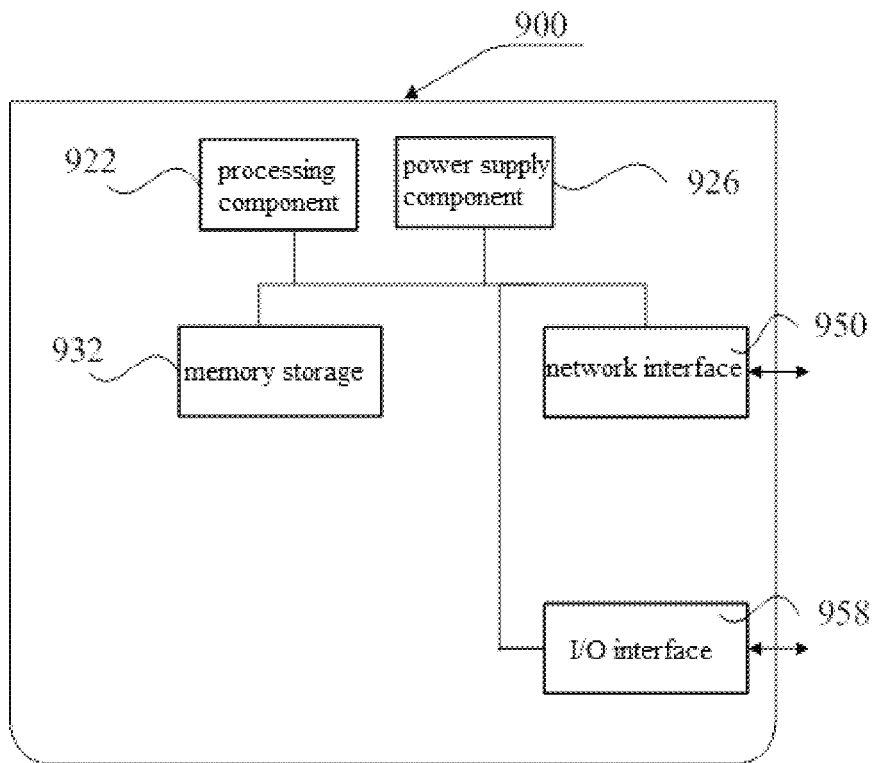 900
922
processing
component
power supply
component
926
932
memory storage
network interface
950
I/O interface
958